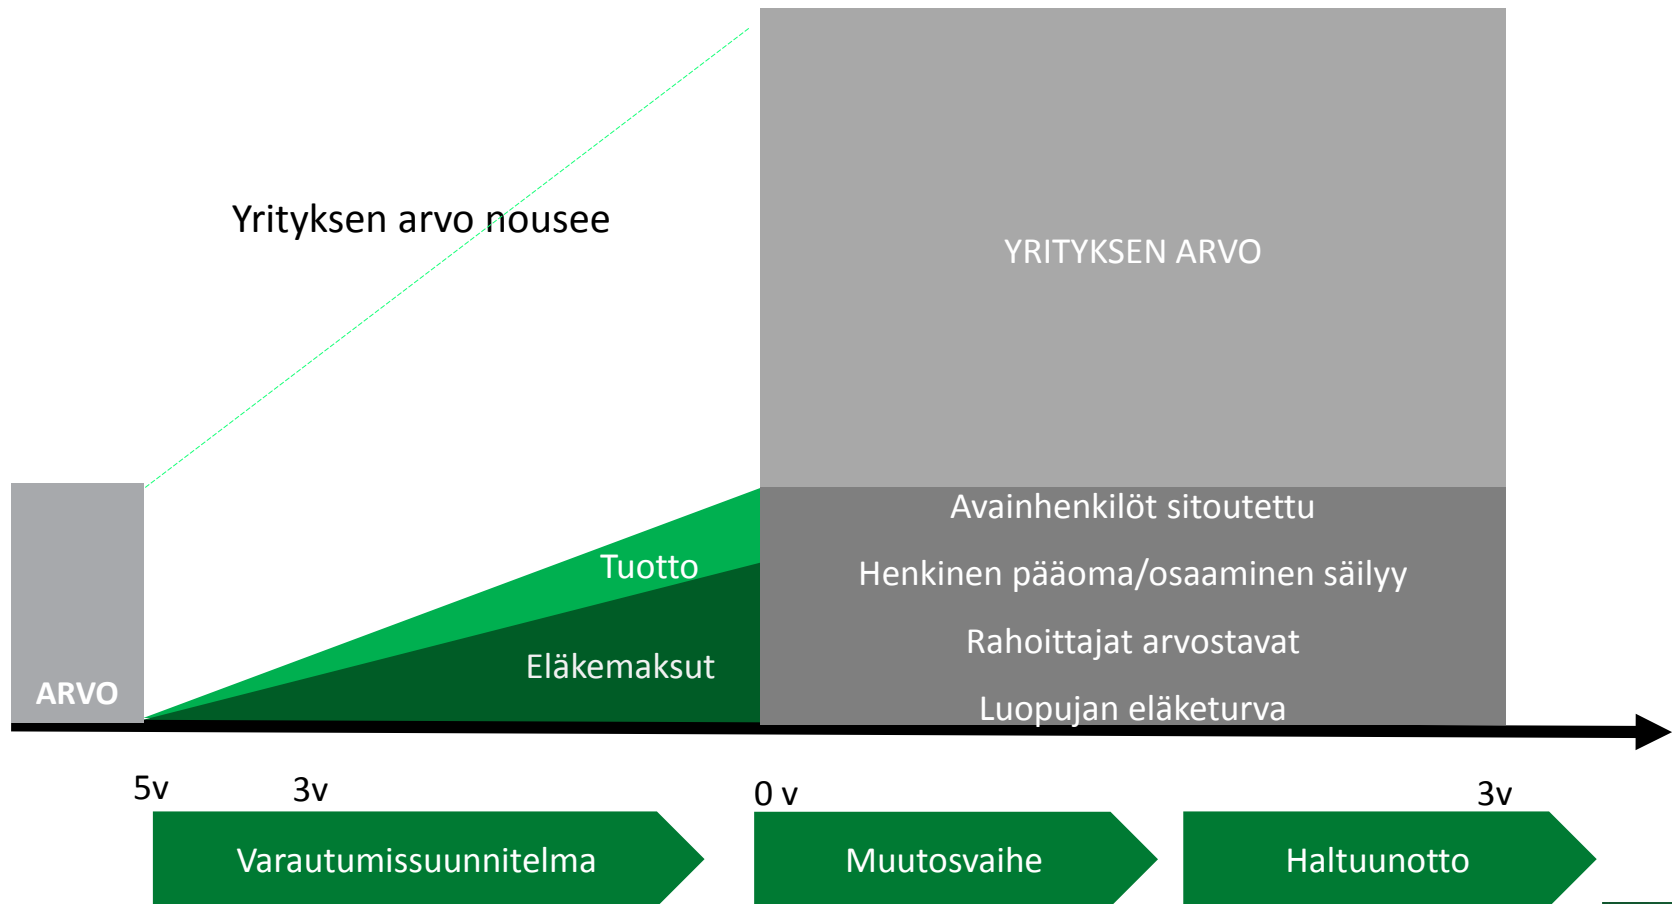 Yrityksen arvo nousee
YRITYKSEN ARVO
Avainhenkilöt sitoutettu
Tuotto
Henkinen pääoma/osaaminen säilyy
Rahoittajat arvostavat
Eläkemaksut
ARVO
Luopujan eläketurva
5v
3v
0 v
3v
Varautumissuunnitelma
Muutosvaihe
Haltuunotto